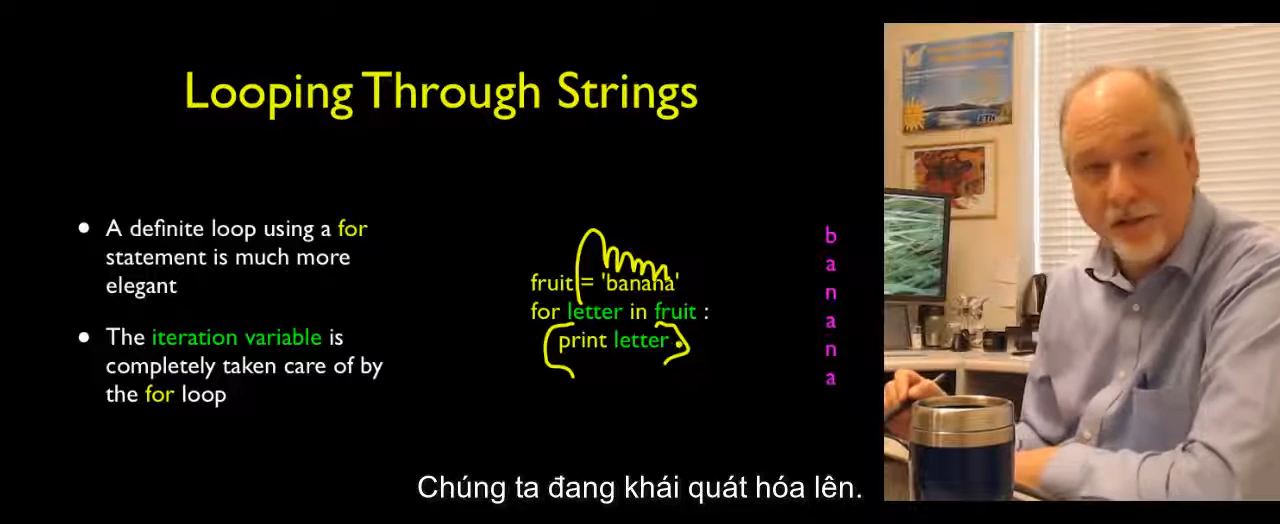 Looping Through Strings
• A definite loop using a for
statement is much more
elegant
• The iteration variable is
completely taken care of by
the for loop
fruit = 'banana'
for letter in fruit :
print letter
b
a
n
a
n
a
Chúng ta đang khái quát hóa lên.